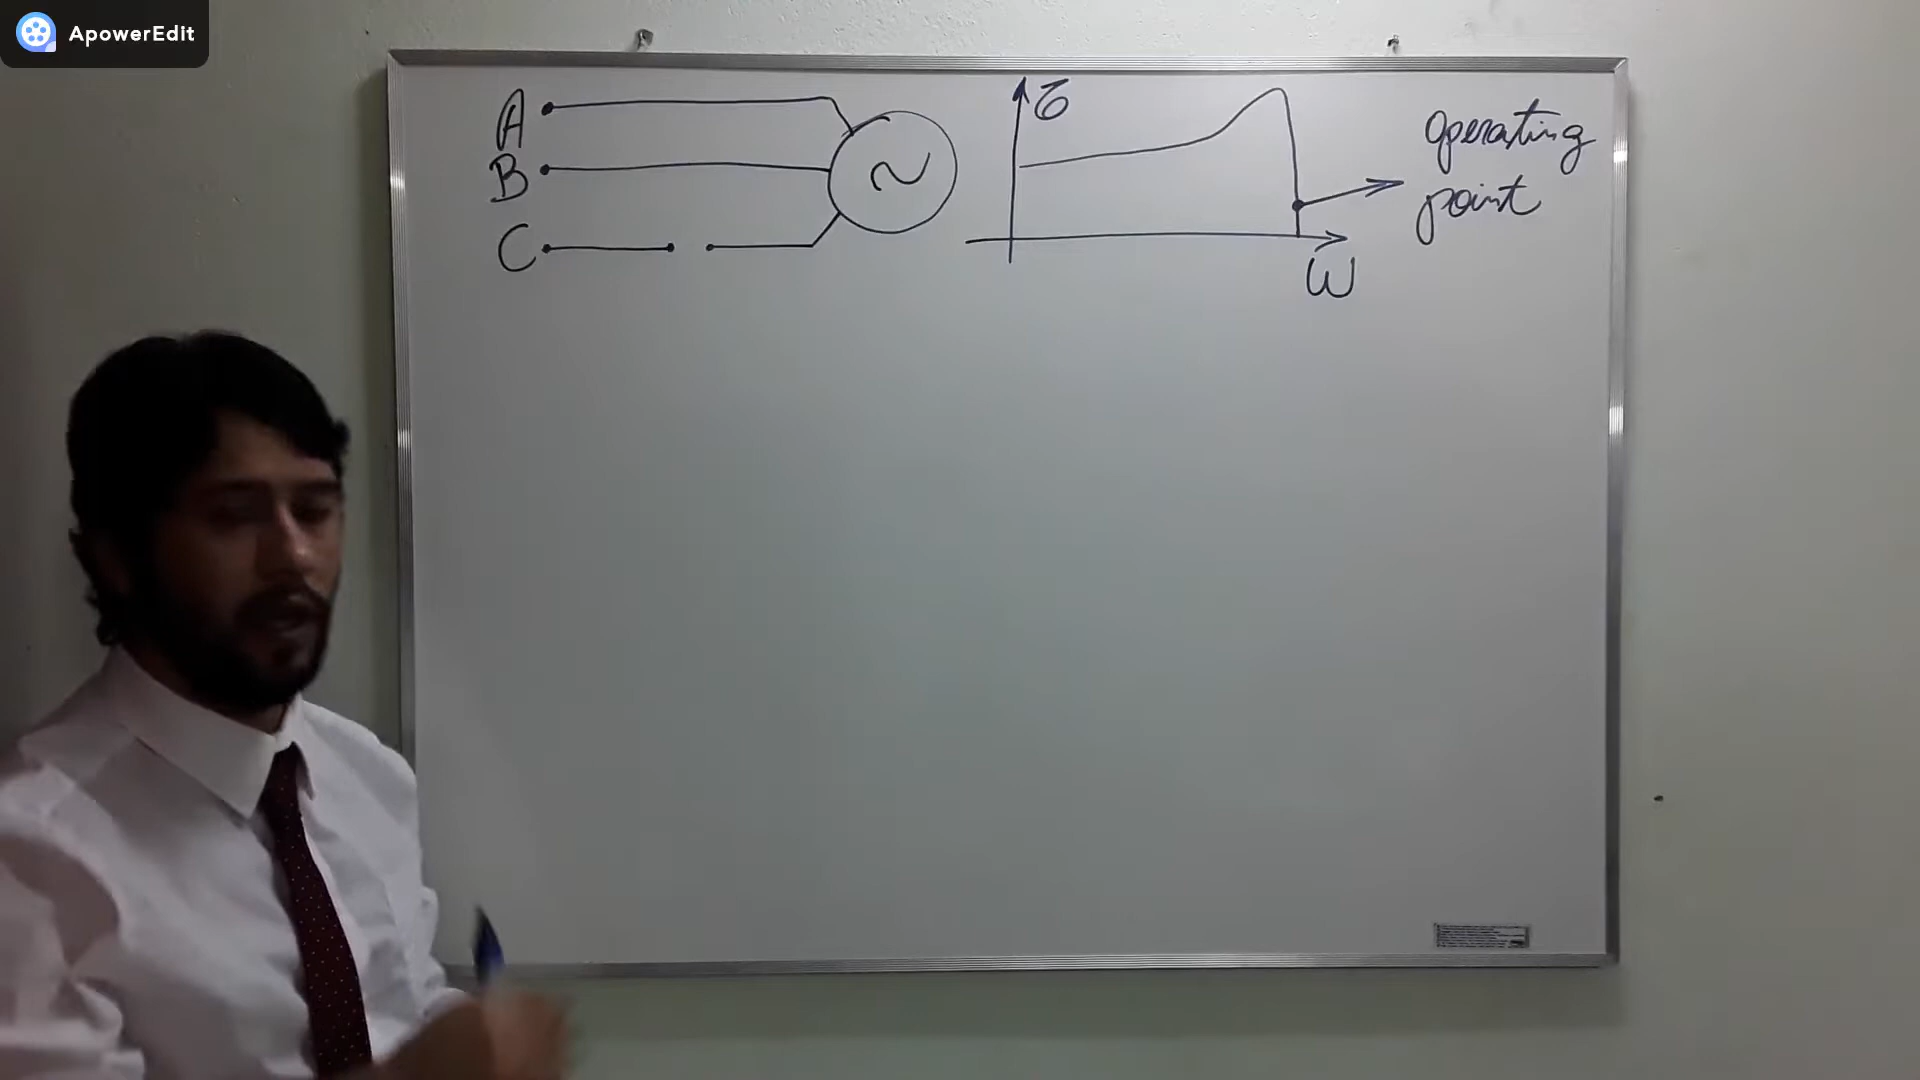 ApowerEdit
A
B
C
~
τ
ω
operating
point